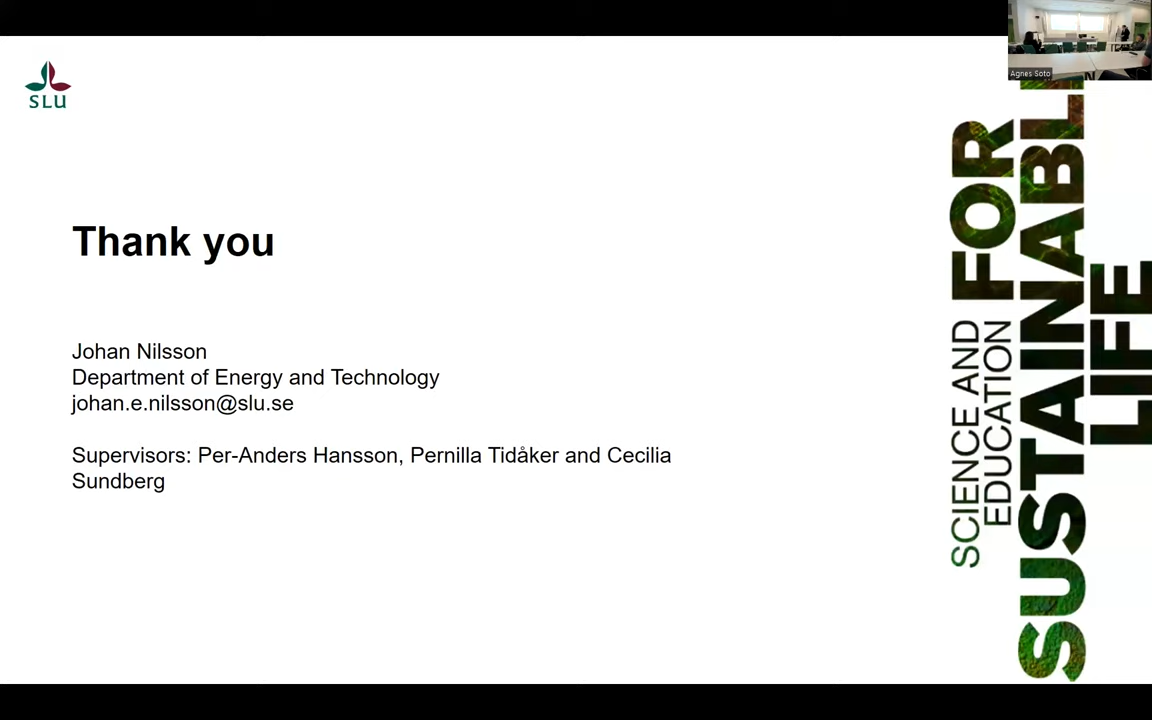 SLU
Agnes Soto
Thank you
Johan Nilsson
Department of Energy and Technology
johan.e.nilsson@slu.se
Supervisors: Per-Anders Hansson, Pernilla Tidåker and Cecilia
Sundberg
SCIENCE AND
EDUCATION
FOR
SUSTAINABLE
LIFE